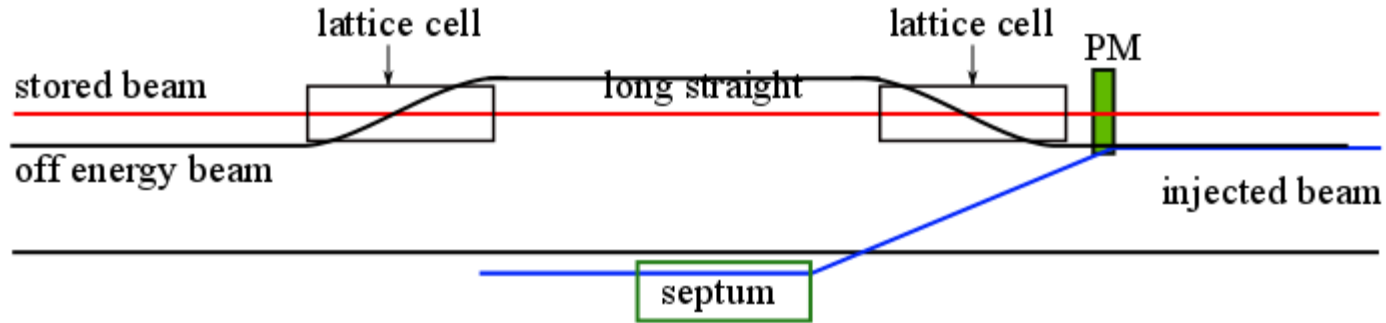 lattice cell
lattice cell
PM
stored beam
long straight
off energy beam
injected beam
septum